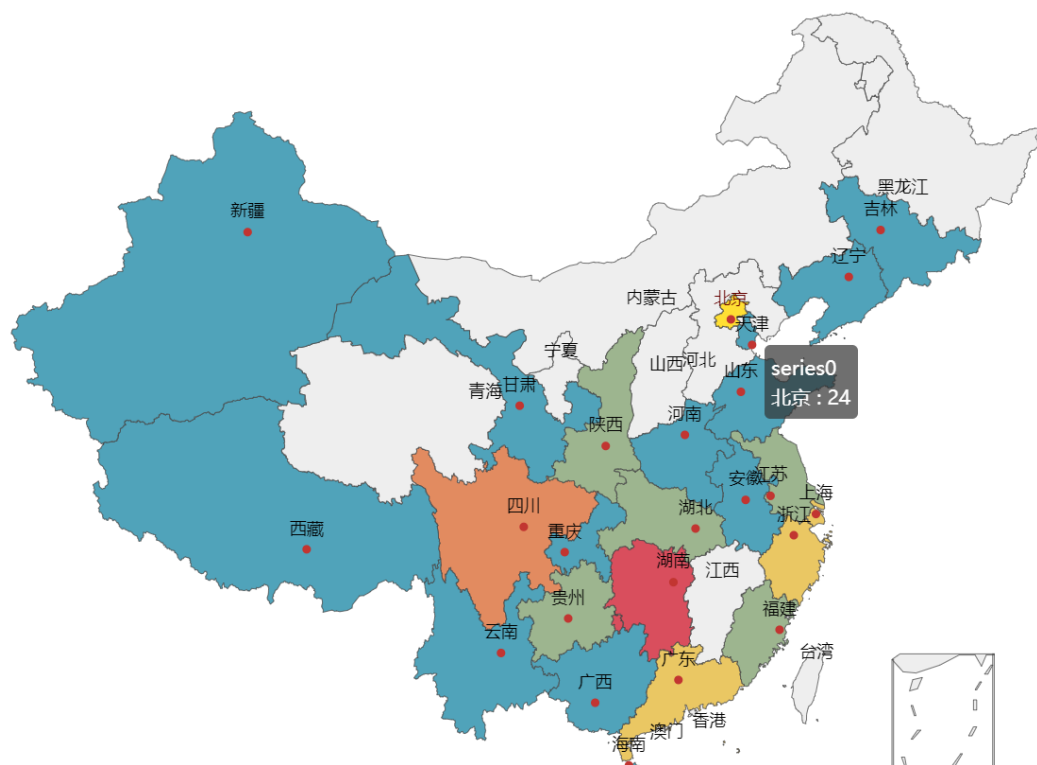 黑龙江
吉林
新疆
辽宁
内蒙古
北京
天津
宁夏
山西
河北
山东
series0
北京 : 24
青海
甘肃
陕西
河南
安徽
江苏
上海
四川
湖北
浙江
西藏
重庆
湖南
江西
贵州
福建
云南
广东
台湾
广西
香港
澳门
海南